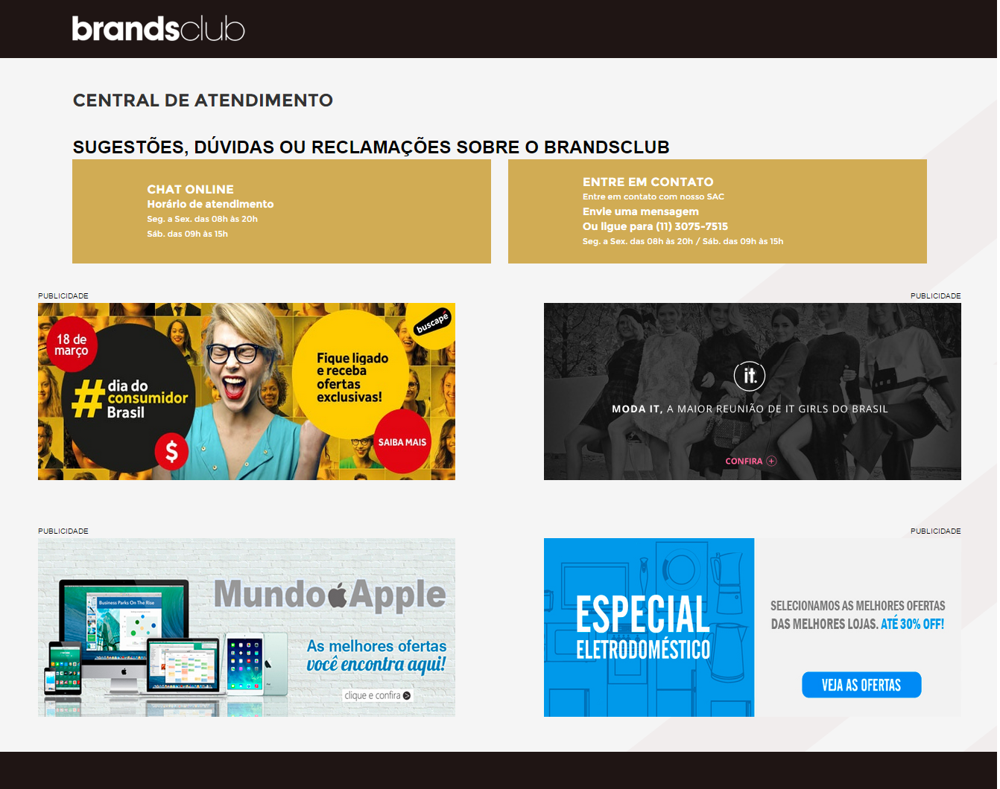 brandsclub
CENTRAL DE ATENDIMENTO
SUGESTÕES, DÚVIDAS OU RECLAMAÇÕES SOBRE O BRANDSCLUB
CHAT ONLINE
Horário de atendimento
Seg. a Sex. das 08h às 20h
Sáb. das 09h às 15h
ENTRE EM CONTATO
Entre em contato com nosso SAC
Envie uma mensagem
Ou ligue para (11) 3075-7515
Seg. a Sex. das 08h às 20h / Sáb. das 09h às 15h
PUBLICIDADE
18 de
março
#dia do
consumidor
Brasil
$
Fique ligado
e receba
ofertas
exclusivas!
buscapé
SAIBA MAIS
PUBLICIDADE
it.
MODA IT, A MAIOR REUNIÃO DE IT GIRLS DO BRASIL
CONFIRA +
PUBLICIDADE
Business Parks On The Rise
Mundo Apple
As melhores ofertas
você encontra aqui!
clique e confira
PUBLICIDADE
ESPECIAL
ELETRODOMÉSTICO
SELECIONAMOS AS MELHORES OFERTAS
DAS MELHORES LOJAS. ATÉ 30% OFF!
VEJA AS OFERTAS